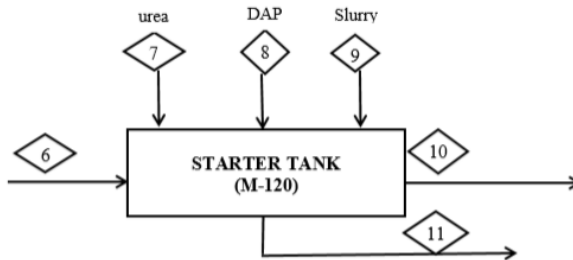 urea DAP Slurry
7 8 9
6 10
STARTER TANK
(M-120)
11